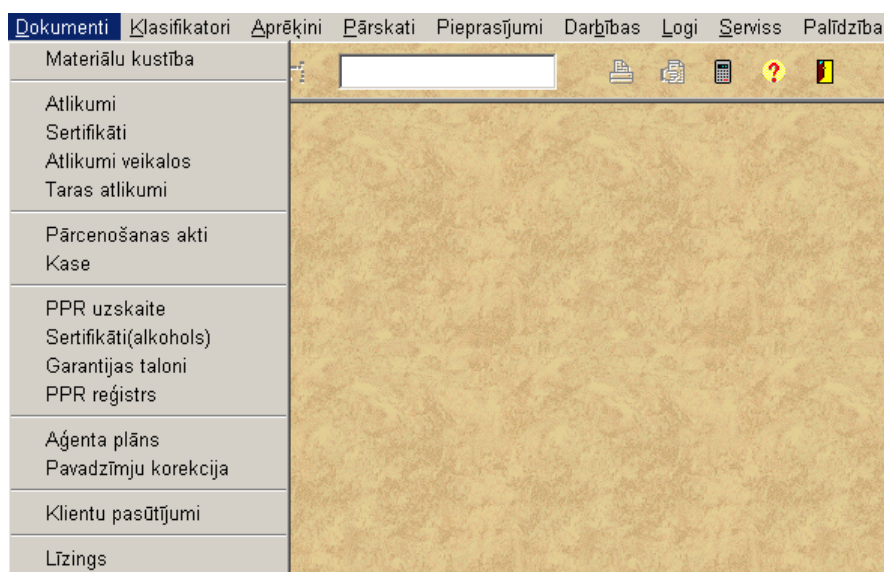 Dokumenti Klasifikatori Aprēķini Pārskati Pieprasījumi Darbības Logi Serviss Palīdzība
Materiālu kustība
Atlikumi
Sertifikāti
Atlikumi veikalos
Taras atlikumi
Pārcenošanas akti
Kase
PPR uzskaite
Sertifikāti(alkohols)
Garantijas taloni
PPR reģistrs
Aģenta plāns
Pavadzīmju korekcija
Klientu pasūtījumi
Līzings